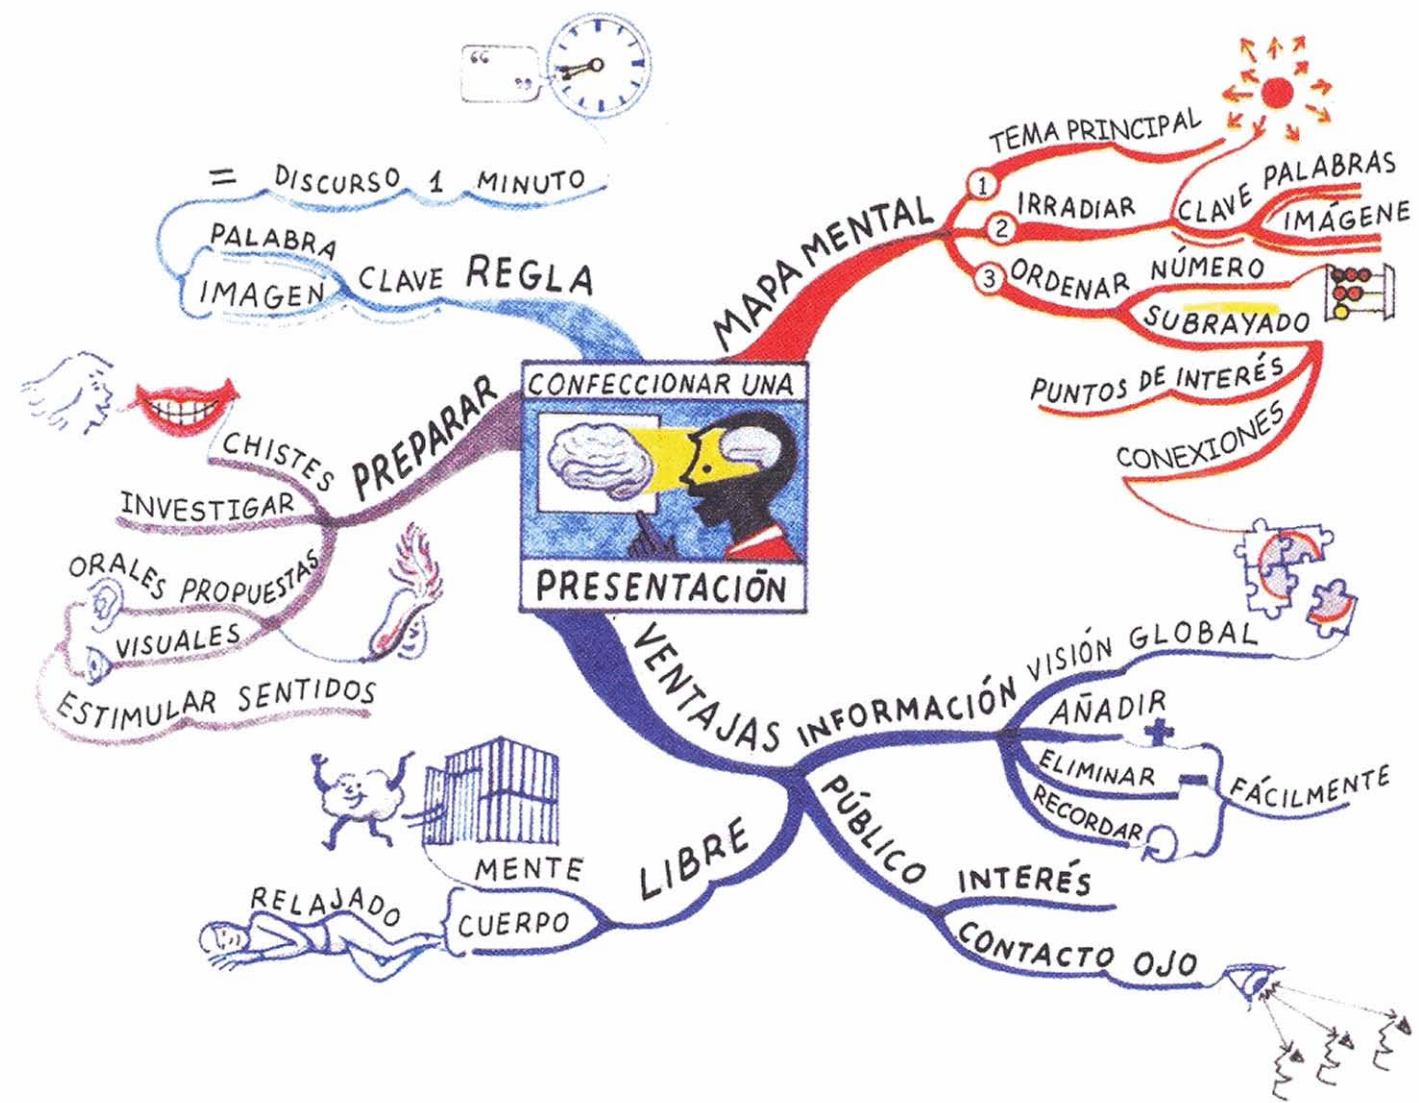 CONFECCIONAR UNA
PRESENTACIÓN
MAPA MENTAL
1 TEMA PRINCIPAL
2 IRRADIAR
CLAVE
PALABRAS
IMÁGENE
3 ORDENAR
NÚMERO
SUBRAYADO
PUNTOS DE INTERÉS
CONEXIONES
VENTAJAS
INFORMACIÓN
VISIÓN GLOBAL
AÑADIR +
ELIMINAR -
RECORDAR
FÁCILMENTE
PÚBLICO
INTERÉS
CONTACTO OJO
LIBRE
MENTE
CUERPO
RELAJADO
PREPARAR
CHISTES
INVESTIGAR
PROPUESTAS
ORALES
VISUALES
ESTIMULAR SENTIDOS
REGLA
CLAVE
PALABRA
IMAGEN
= DISCURSO 1 MINUTO
“ ”